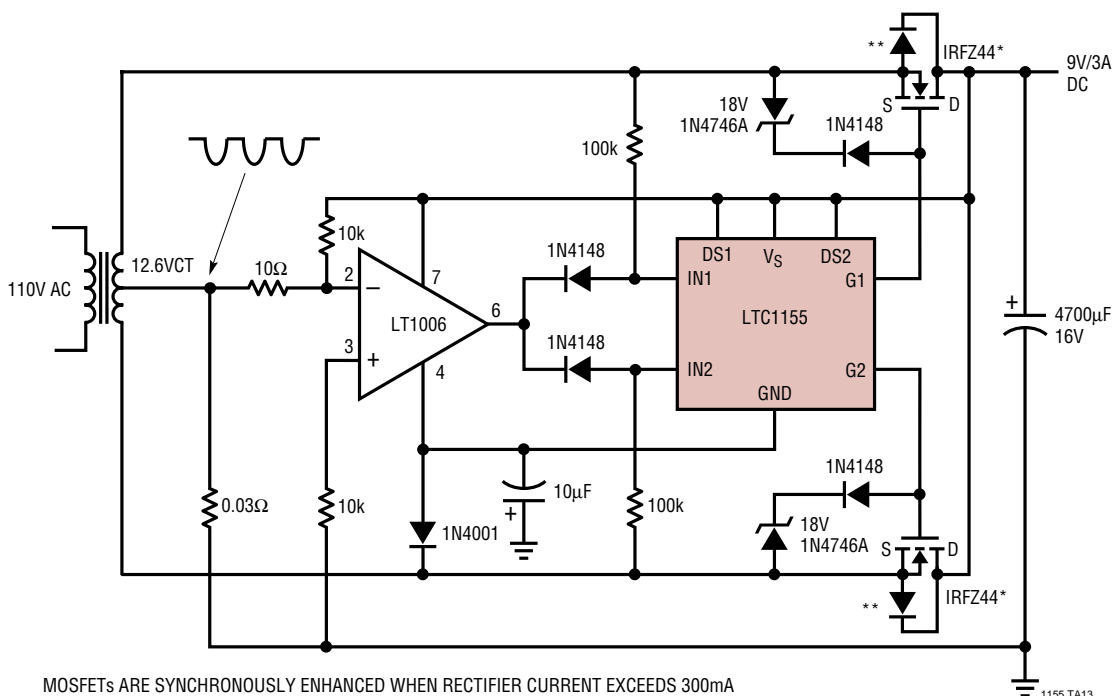 **
IRFZ44*
9V/3A
DC
S
D
18V
1N4746A
1N4148
100k
10k
DS1
VS
DS2
12.6VCT
10Ω
2
–
7
1N4148
IN1
G1
110V AC
LT1006
6
LTC1155
+
4700µF
16V
3
+
4
1N4148
IN2
G2
GND
1N4148
0.03Ω
10k
1N4001
10µF
+
100k
18V
1N4746A
S
D
**
IRFZ44*
MOSFETs ARE SYNCHRONOUSLY ENHANCED WHEN RECTIFIER CURRENT EXCEEDS 300mA
1155 TA13